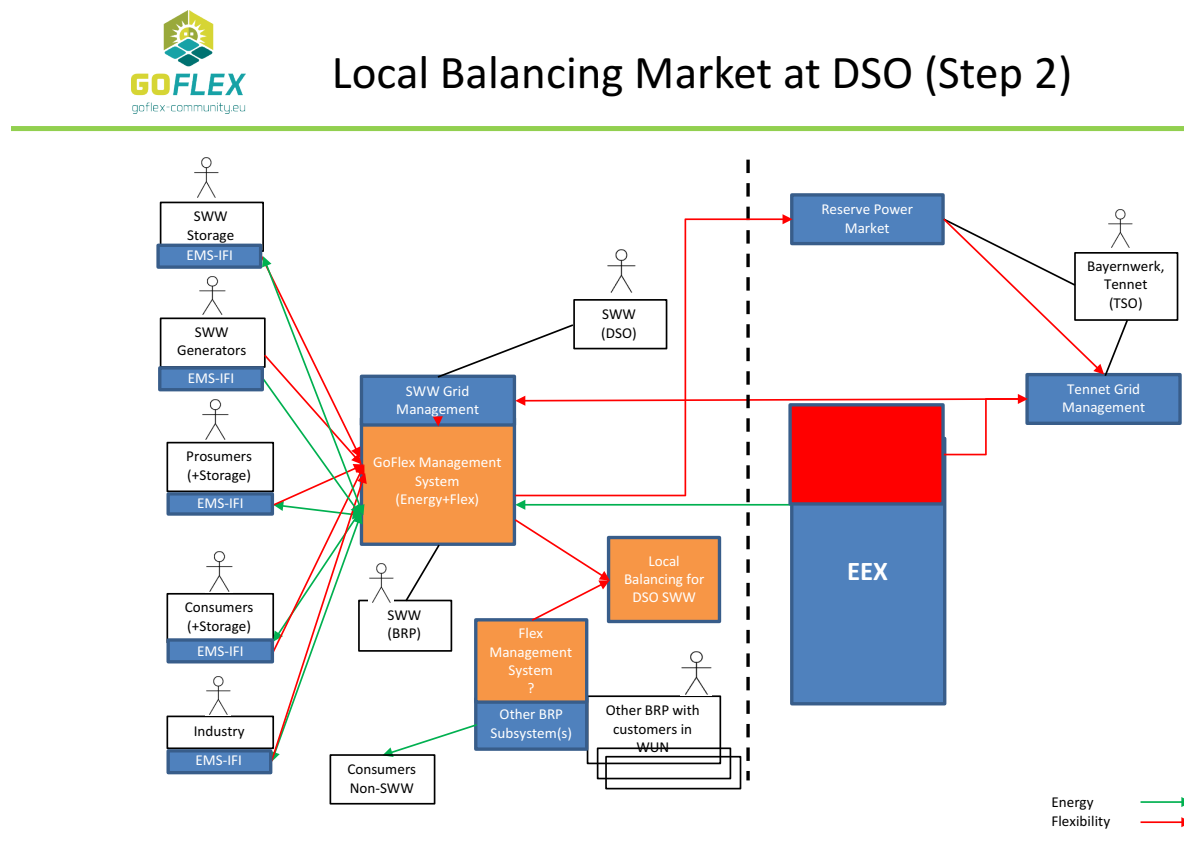 GOFLEX
goflex-community.eu
Local Balancing Market at DSO (Step 2)
SWW
Storage
EMS-IFI
SWW
Generators
EMS-IFI
Prosumers
(+Storage)
EMS-IFI
Consumers
(+Storage)
EMS-IFI
Industry
EMS-IFI
SWW
(DSO)
SWW Grid
Management
GoFlex Management
System
(Energy+Flex)
SWW
(BRP)
Local
Balancing for
DSO SWW
Flex
Management
System
?
Other BRP
Subsystem(s)
Other BRP with
customers in
WUN
Consumers
Non-SWW
Reserve Power
Market
Bayernwerk,
Tennet
(TSO)
Tennet Grid
Management
EEX
Energy
Flexibility